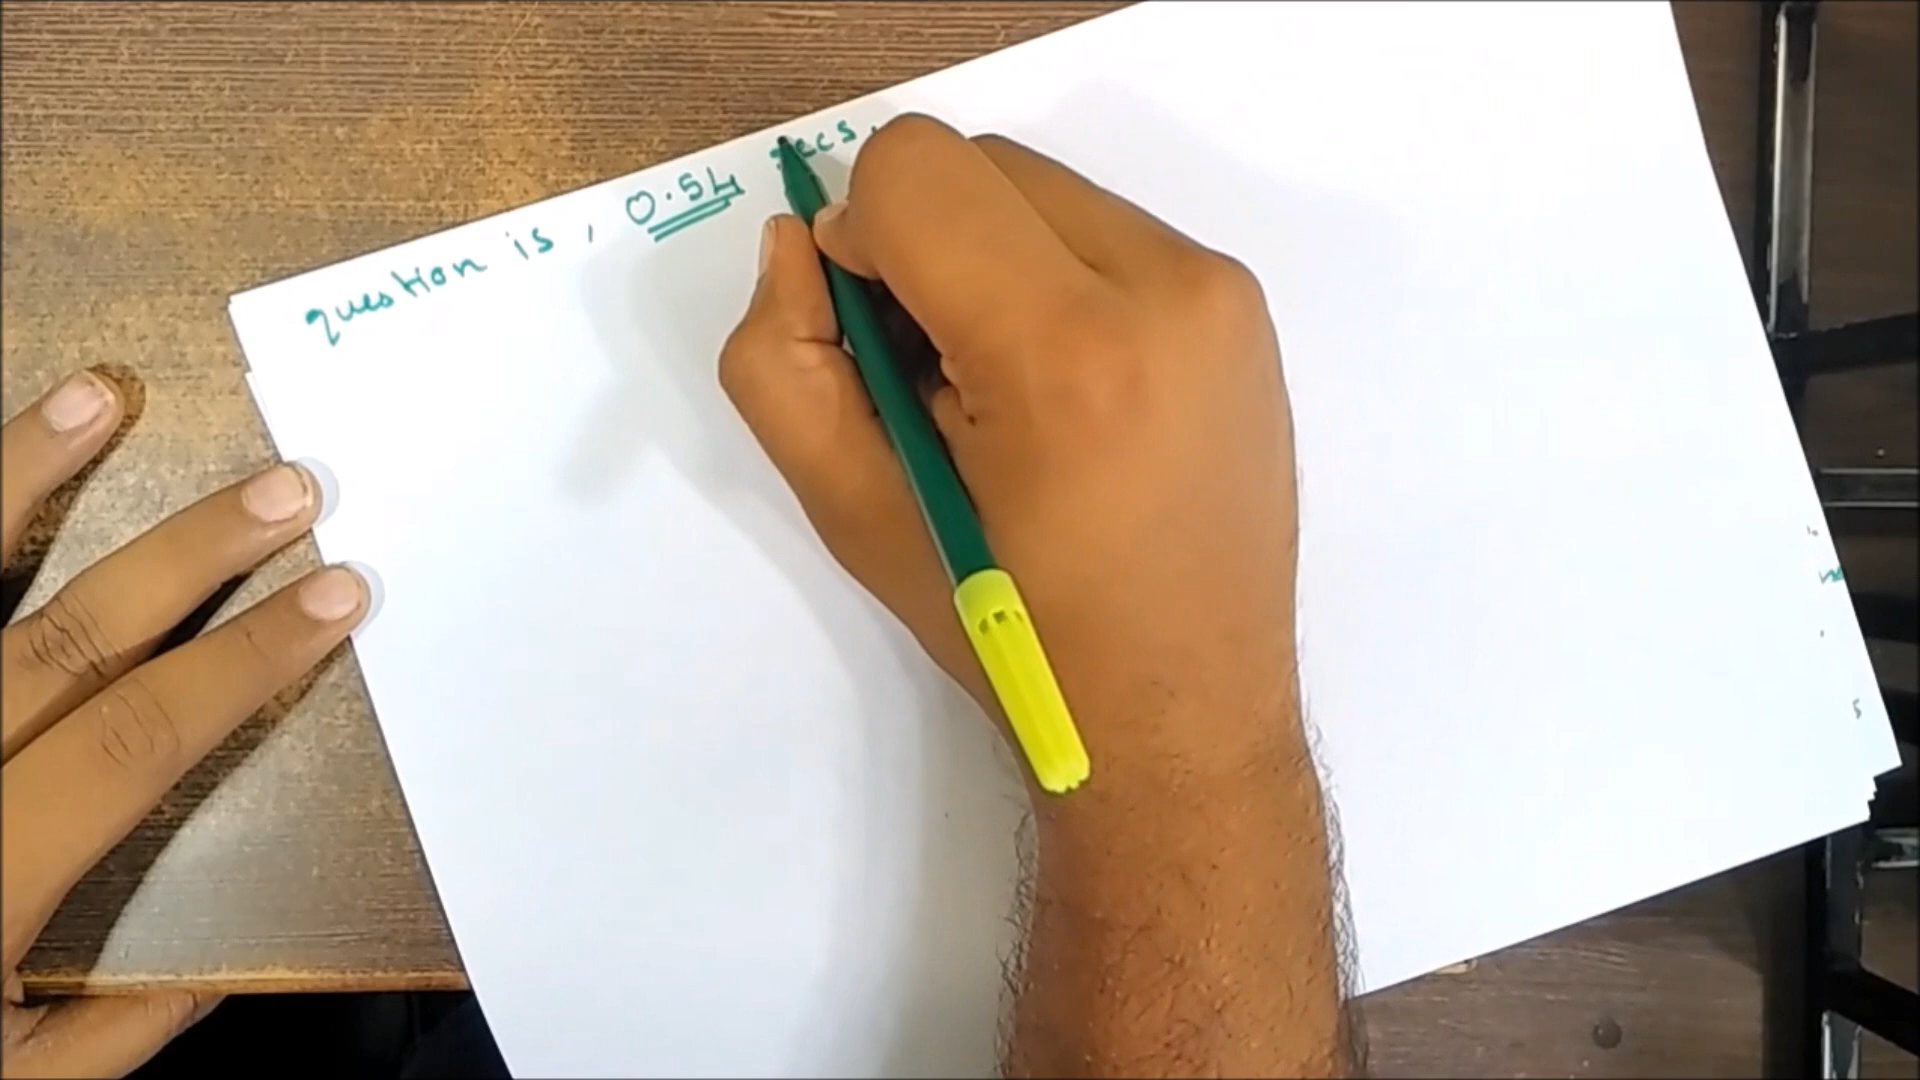 question is, 0.54 secs.